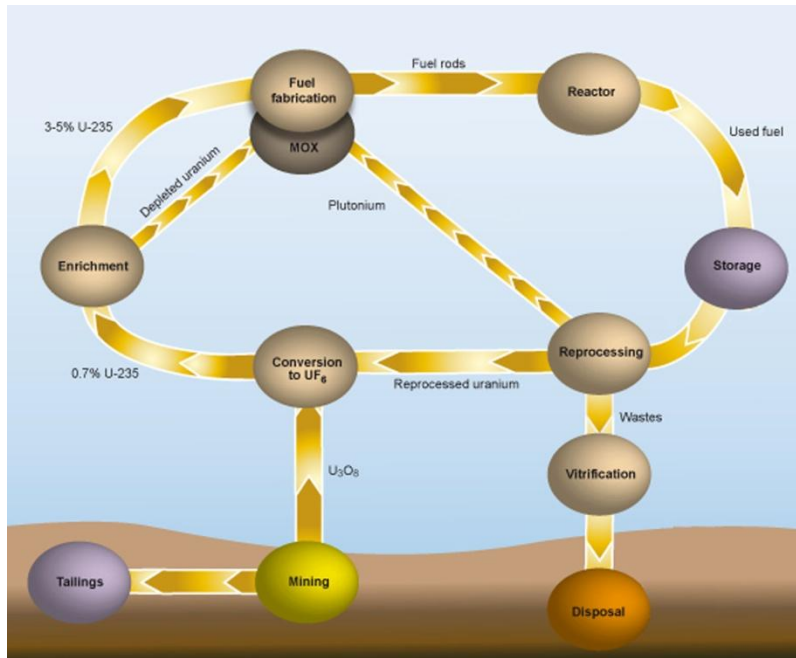 Fuel rods
Fuel
fabrication
Reactor
3-5% U-235
Used fuel
MOX
Depleted uranium
Plutonium
Enrichment
Storage
Reprocessing
Conversion
to UF₆
0.7% U-235
Reprocessed uranium
Wastes
U₃O₈
Vitrification
Tailings
Mining
Disposal